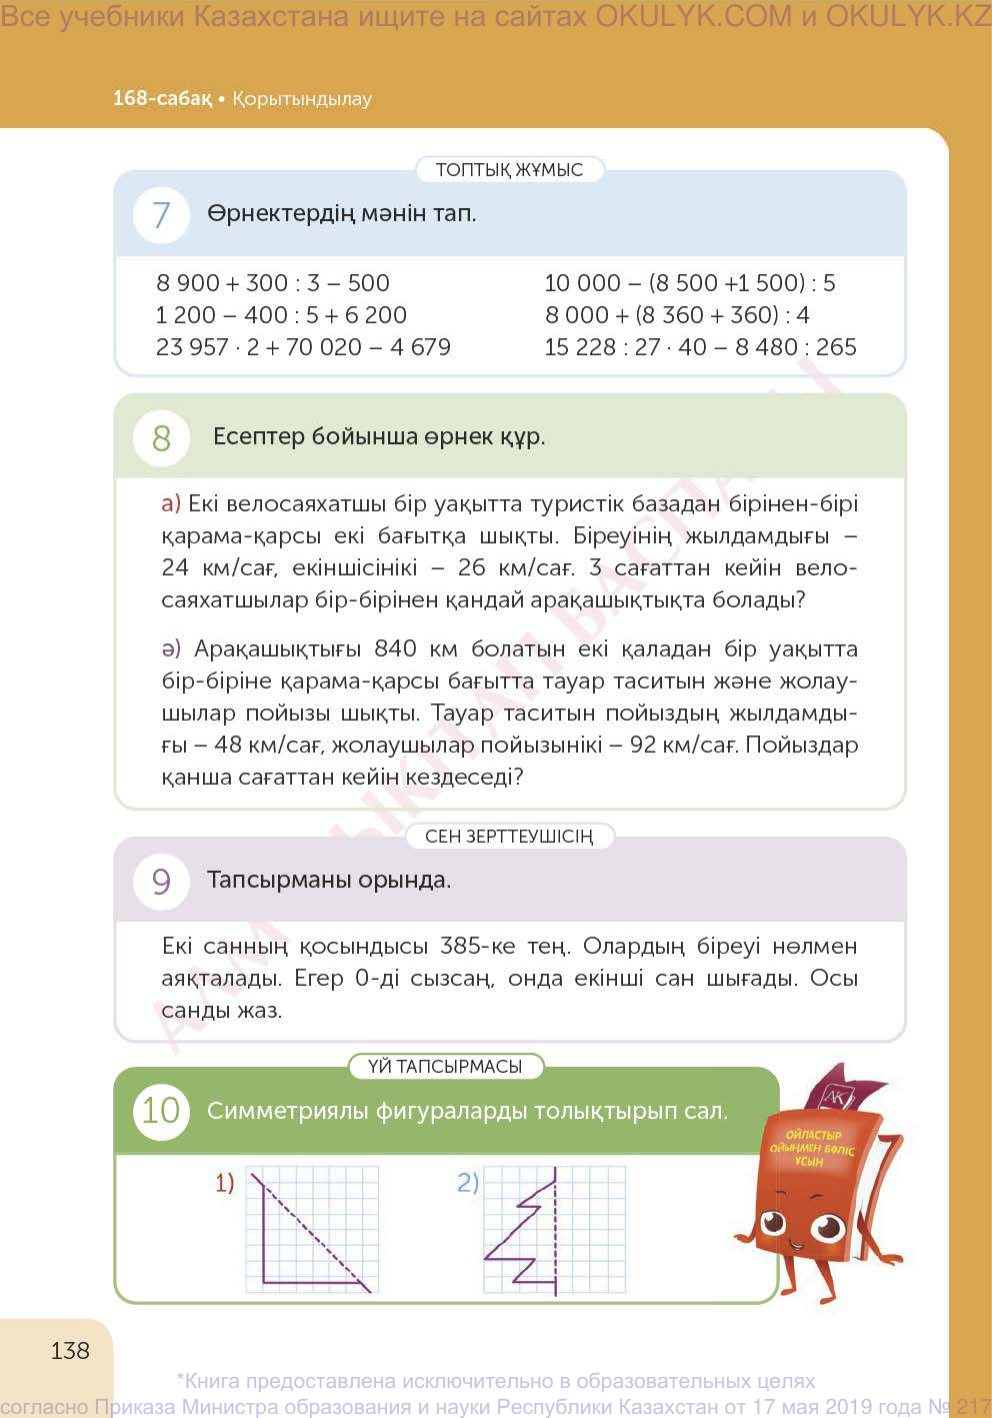 Все учебники Казахстана ищите на сайтах OKULYK.COM и OKULYK.KZ
168-сабақ • Қорытындылау
ТОПТЫҚ ЖҰМЫС
7 Өрнектердің мәнін тап.
8 900 + 300 : 3 – 500
1 200 – 400 : 5 + 6 200
23 957 · 2 + 70 020 – 4 679
10 000 – (8 500 +1 500) : 5
8 000 + (8 360 + 360) : 4
15 228 : 27 · 40 – 8 480 : 265
8 Есептер бойынша өрнек құр.
а) Екі велосаяхатшы бір уақытта туристік базадан бірінен-бірі
қарама-қарсы екі бағытқа шықты. Біреуінің жылдамдығы –
24 км/сағ, екіншісінікі – 26 км/сағ. 3 сағаттан кейін вело-
саяхатшылар бір-бірінен қандай арақашықтықта болады?
ә) Арақашықтығы 840 км болатын екі қаладан бір уақытта
бір-біріне қарама-қарсы бағытта тауар таситын және жолау-
шылар пойызы шықты. Тауар таситын пойыздың жылдамды-
ғы – 48 км/сағ, жолаушылар пойызынікі – 92 км/сағ. Пойыздар
қанша сағаттан кейін кездеседі?
СЕН ЗЕРТТЕУШІСІҢ
9 Тапсырманы орында.
Екі санның қосындысы 385-ке тең. Олардың біреуі нөлмен
аяқталады. Егер 0-ді сызсаң, онда екінші сан шығады. Осы
санды жаз.
ҮЙ ТАПСЫРМАСЫ
10 Симметриялы фигураларды толықтырып сал.
1)
2)
АК
ОЙЛАСТЫР
ОЙЫҢМЕН БӨЛІС
ҰСЫН
138
*Книга предоставлена исключительно в образовательных целях
согласно Приказа Министра образования и науки Республики Казахстан от 17 мая 2019 года № 217